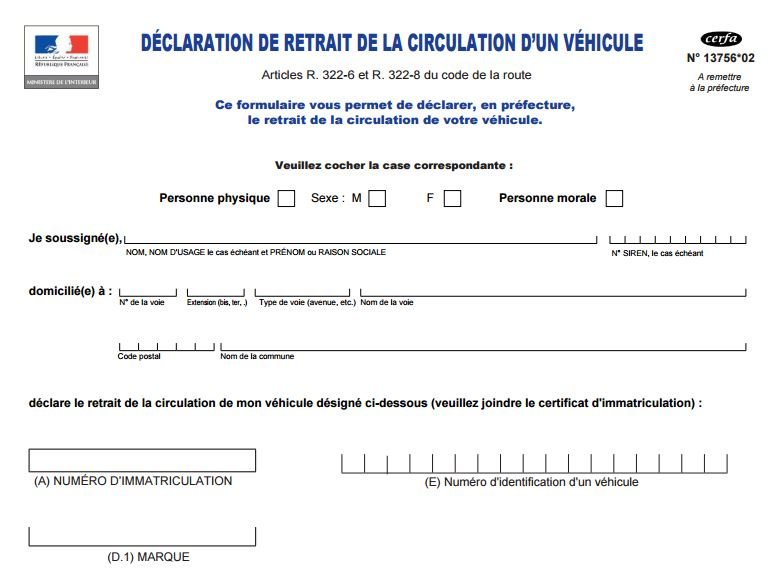 DÉCLARATION DE RETRAIT DE LA CIRCULATION D'UN VÉHICULE
cerfa
N° 13756*02
Liberté • Égalité • Fraternité
RÉPUBLIQUE FRANÇAISE
MINISTERE DE L'INTERIEUR
Articles R. 322-6 et R. 322-8 du code de la route
A remettre
à la préfecture
Ce formulaire vous permet de déclarer, en préfecture,
le retrait de la circulation de votre véhicule.
Veuillez cocher la case correspondante :
Personne physique Sexe : M F Personne morale
Je soussigné(e),
NOM, NOM D'USAGE le cas échéant et PRÉNOM ou RAISON SOCIALE N° SIREN, le cas échéant
domicilié(e) à :
N° de la voie Extension (bis, ter, .) Type de voie (avenue, etc.) Nom de la voie
Code postal Nom de la commune
déclare le retrait de la circulation de mon véhicule désigné ci-dessous (veuillez joindre le certificat d'immatriculation) :
(A) NUMÉRO D'IMMATRICULATION (E) Numéro d'identification d'un véhicule
(D.1) MARQUE